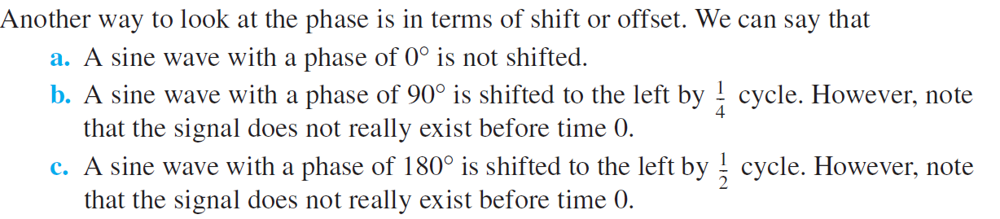 Another way to look at the phase is in terms of shift or offset. We can say that
a. A sine wave with a phase of 0° is not shifted.
b. A sine wave with a phase of 90° is shifted to the left by 1/4 cycle. However, note
that the signal does not really exist before time 0.
c. A sine wave with a phase of 180° is shifted to the left by 1/2 cycle. However, note
that the signal does not really exist before time 0.